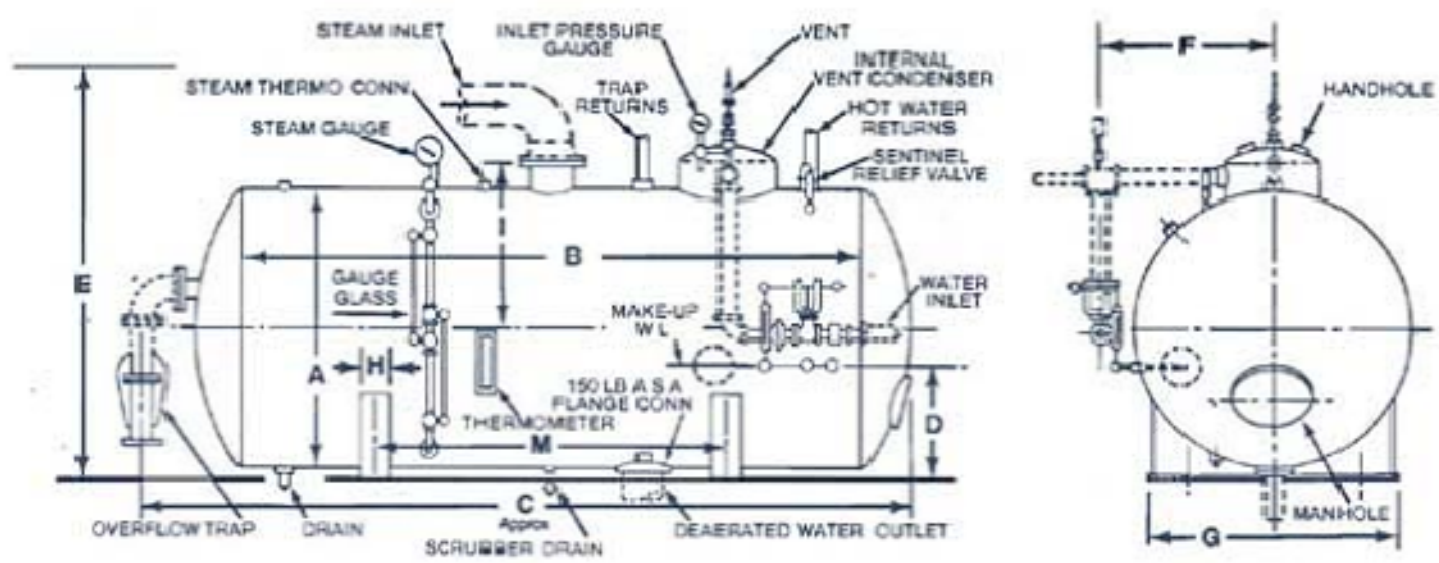 STEAM INLET
INLET PRESSURE
GAUGE
VENT
INTERNAL
VENT CONDENSER
STEAM THERMO CONN
TRAP
RETURNS
HOT WATER
RETURNS
STEAM GAUGE
SENTINEL
RELIEF VALVE
E
B
GAUGE
GLASS
MAKE-UP
W L
WATER
INLET
A
H
150 LB A S A
FLANGE CONN
THERMOMETER
M
D
C
Approx
OVERFLOW TRAP
DRAIN
SCRUBBER DRAIN
DEAERATED WATER OUTLET
F
HANDHOLE
MANHOLE
G